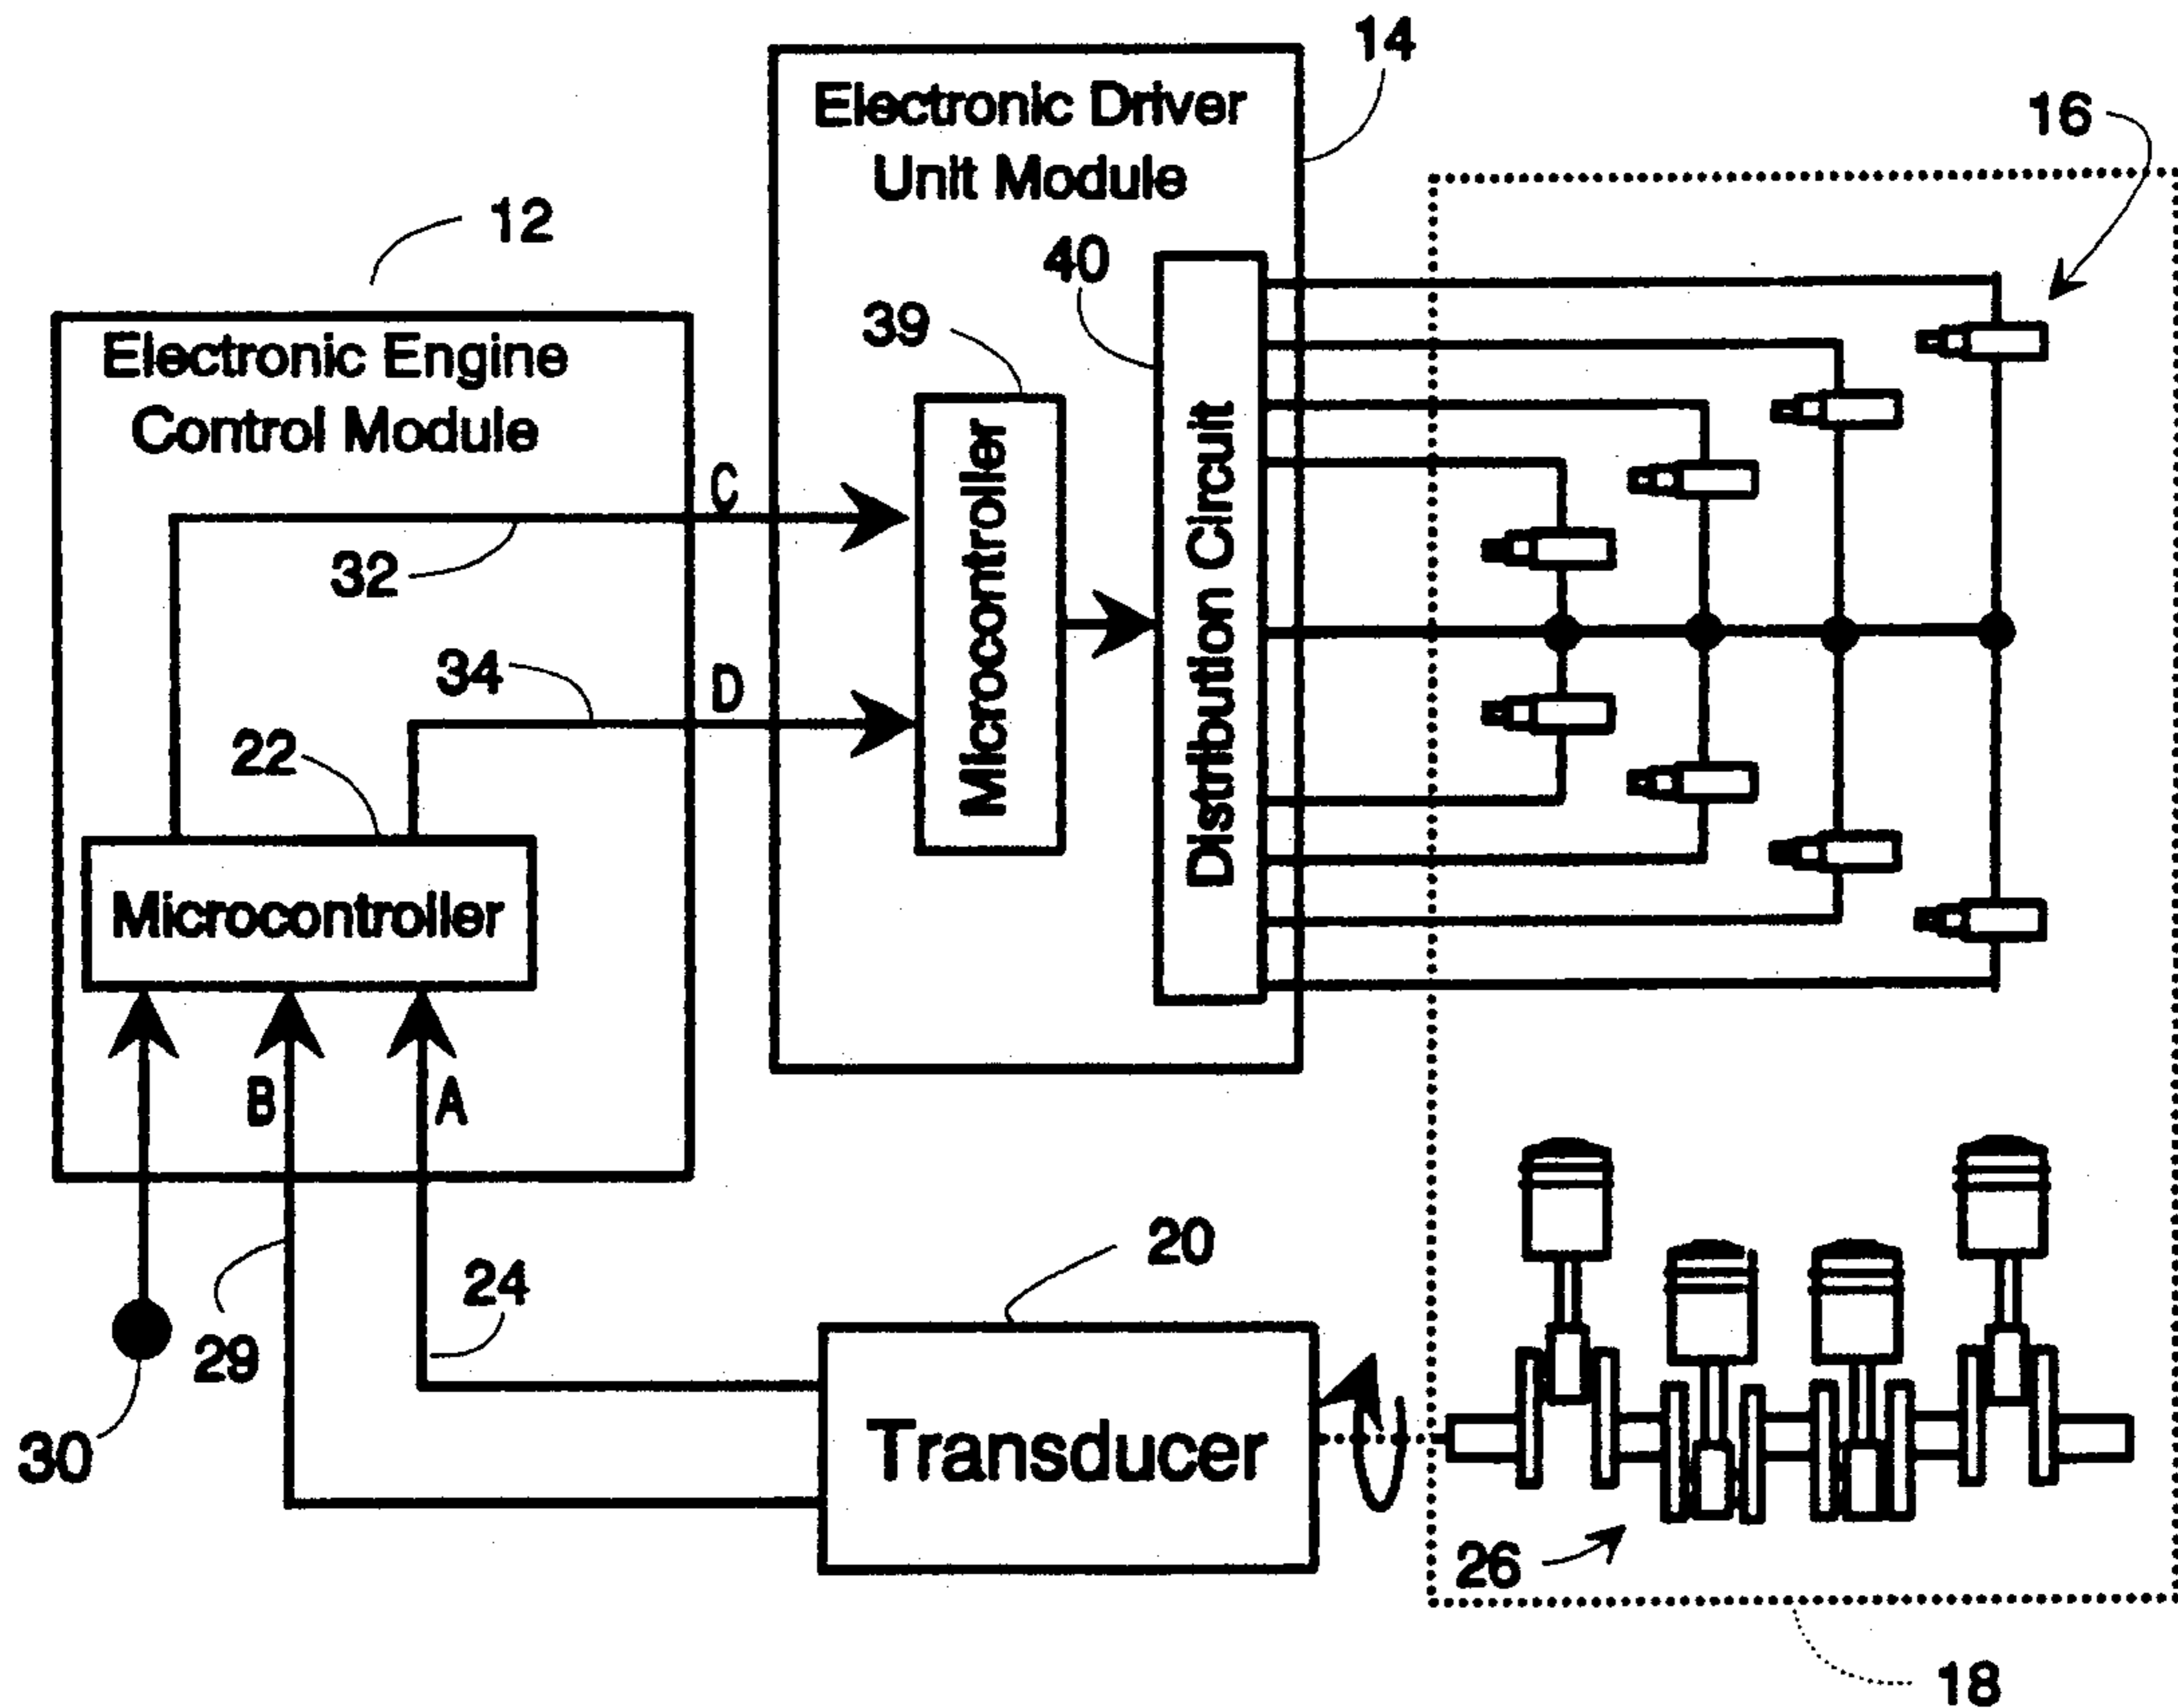 14
Electronic Driver
Unit Module
16
12
40
39
Electronic Engine
Control Module
C
32
Microcontroller
Distribution Circuit
34
D
22
Microcontroller
B
A
20
24
29
30
Transducer
26
18